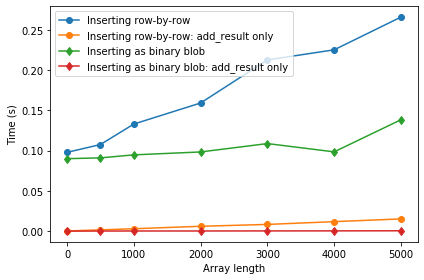 Inserting row-by-row
Inserting row-by-row: add_result only
Inserting as binary blob
Inserting as binary blob: add_result only
Time (s)
0.25
0.20
0.15
0.10
0.05
0.00
0 1000 2000 3000 4000 5000
Array length